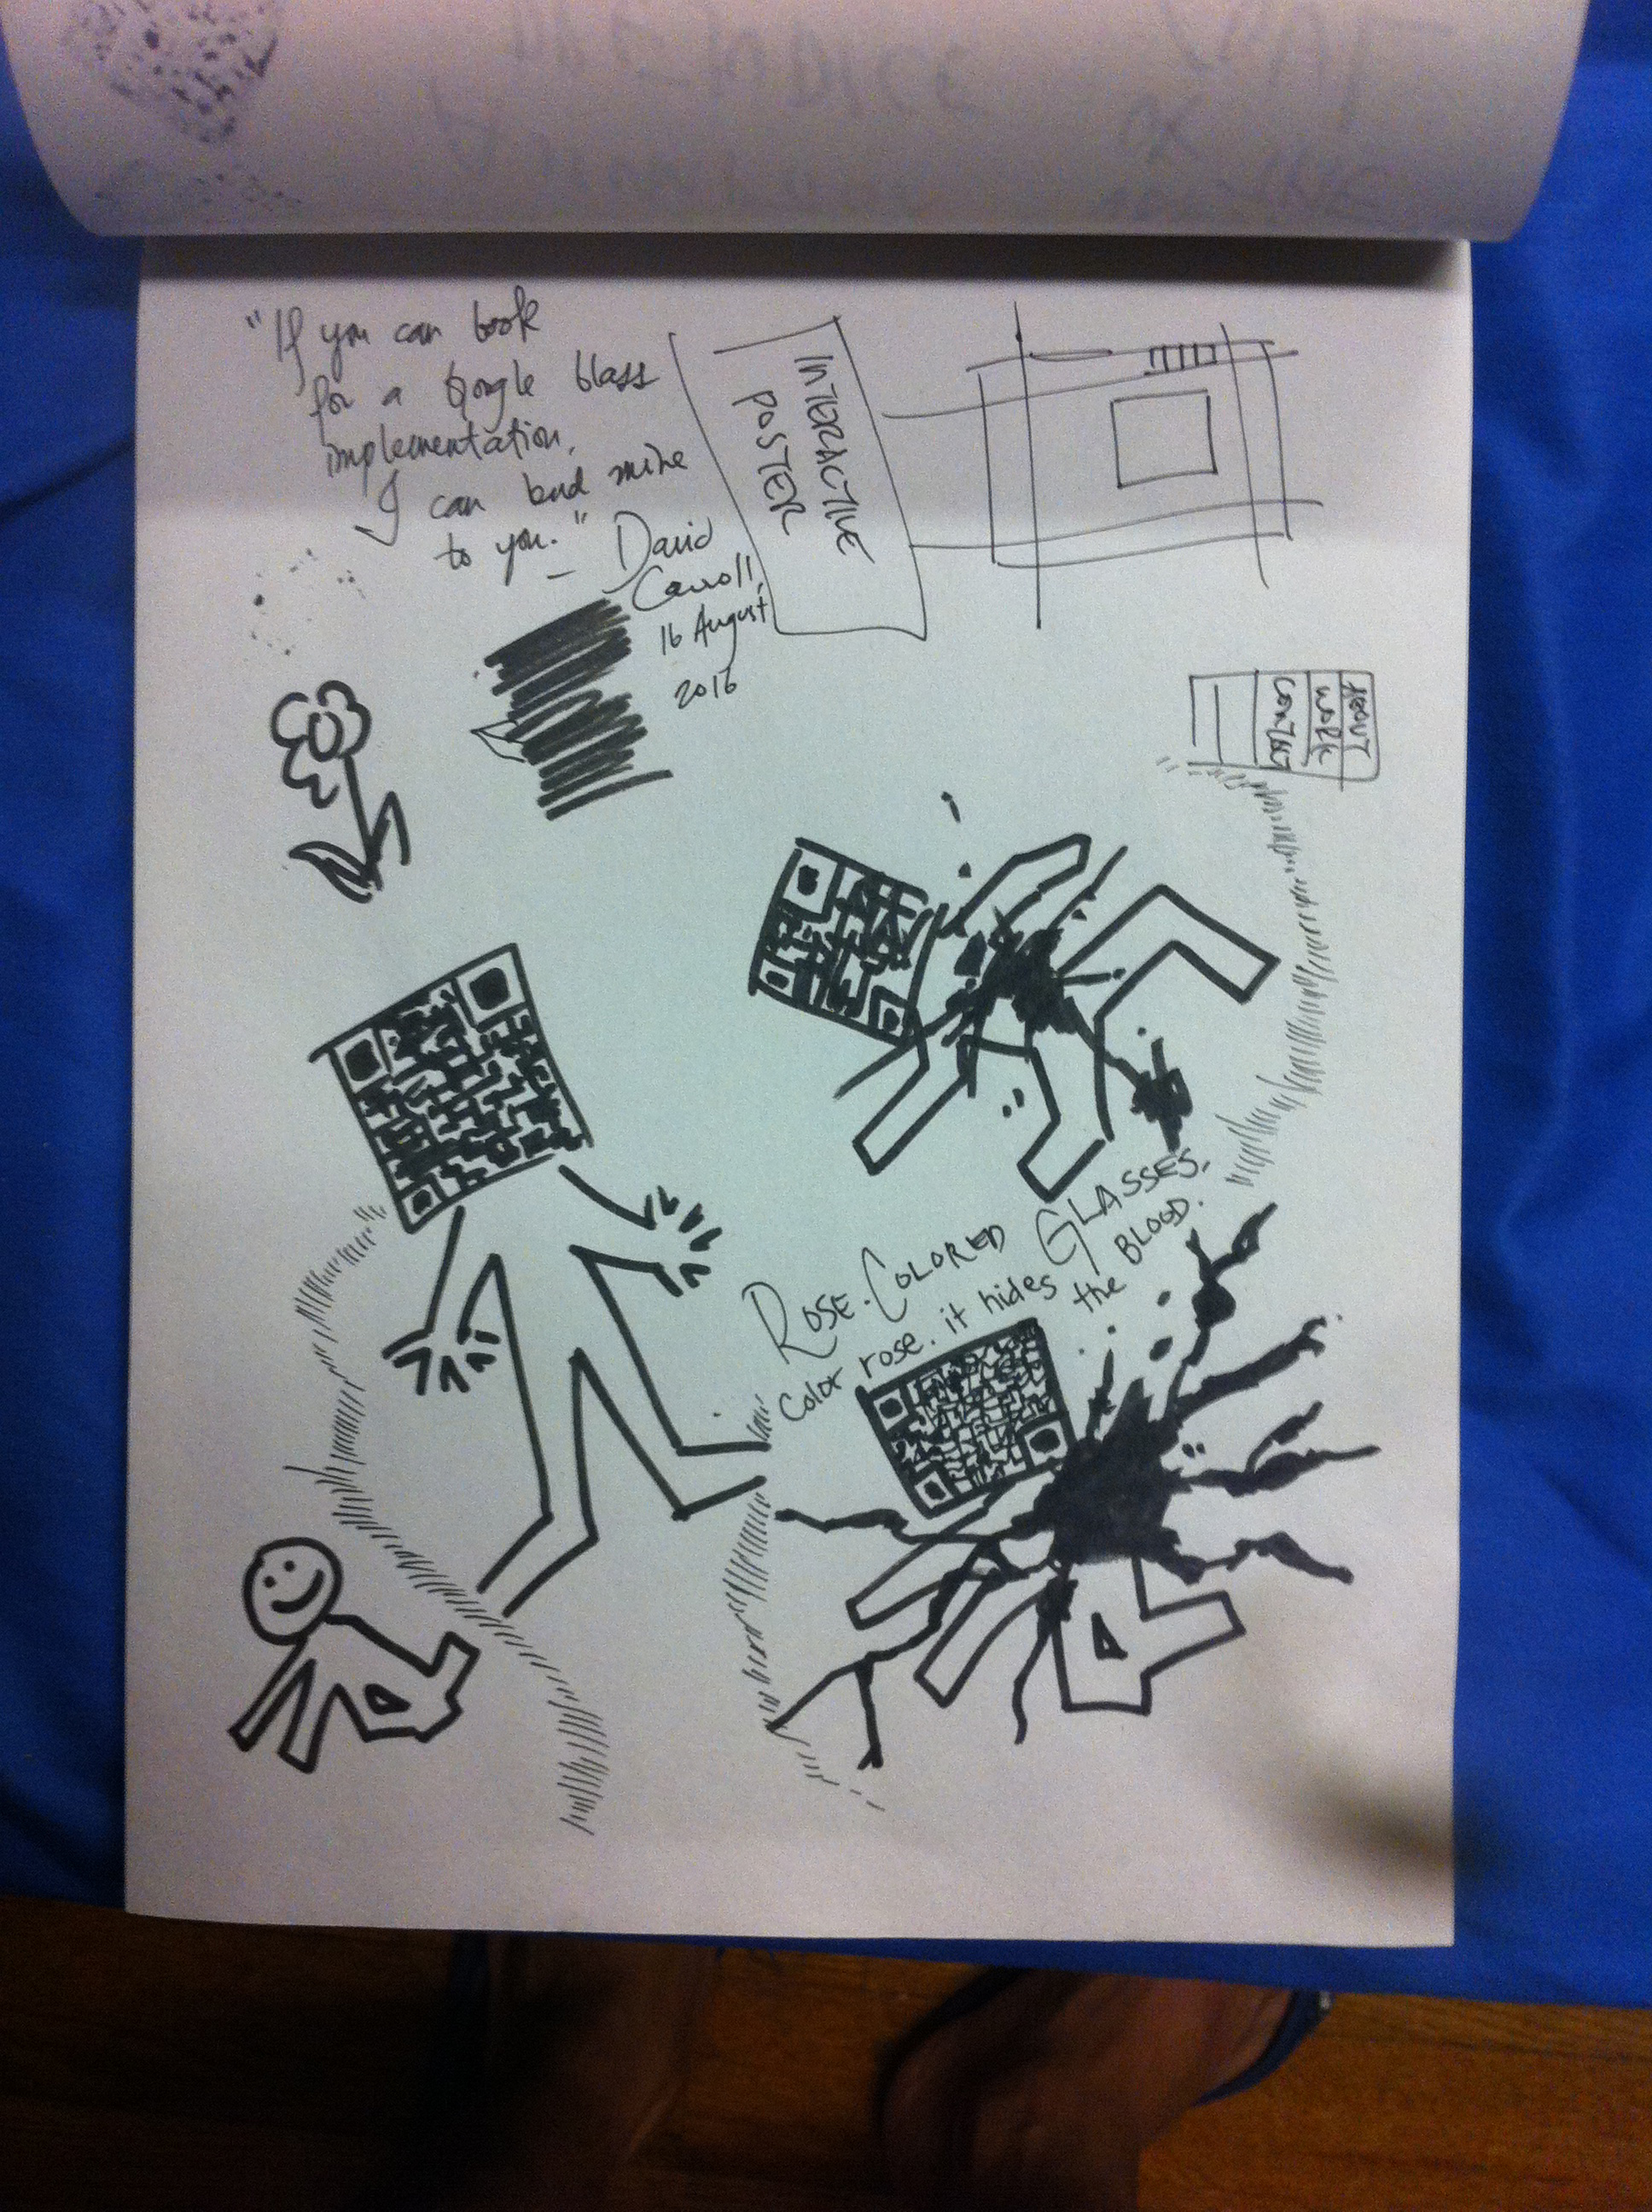 "If you can book
for a Google Glass
implementation,
I can lend mine
to you." – David
Carroll,
16 August
2016
INTERACTIVE
POSTER
ABOUT
WORK
CONTACT
ROSE-COLORED GLASSES.
Color rose. it hides the BLOOD.